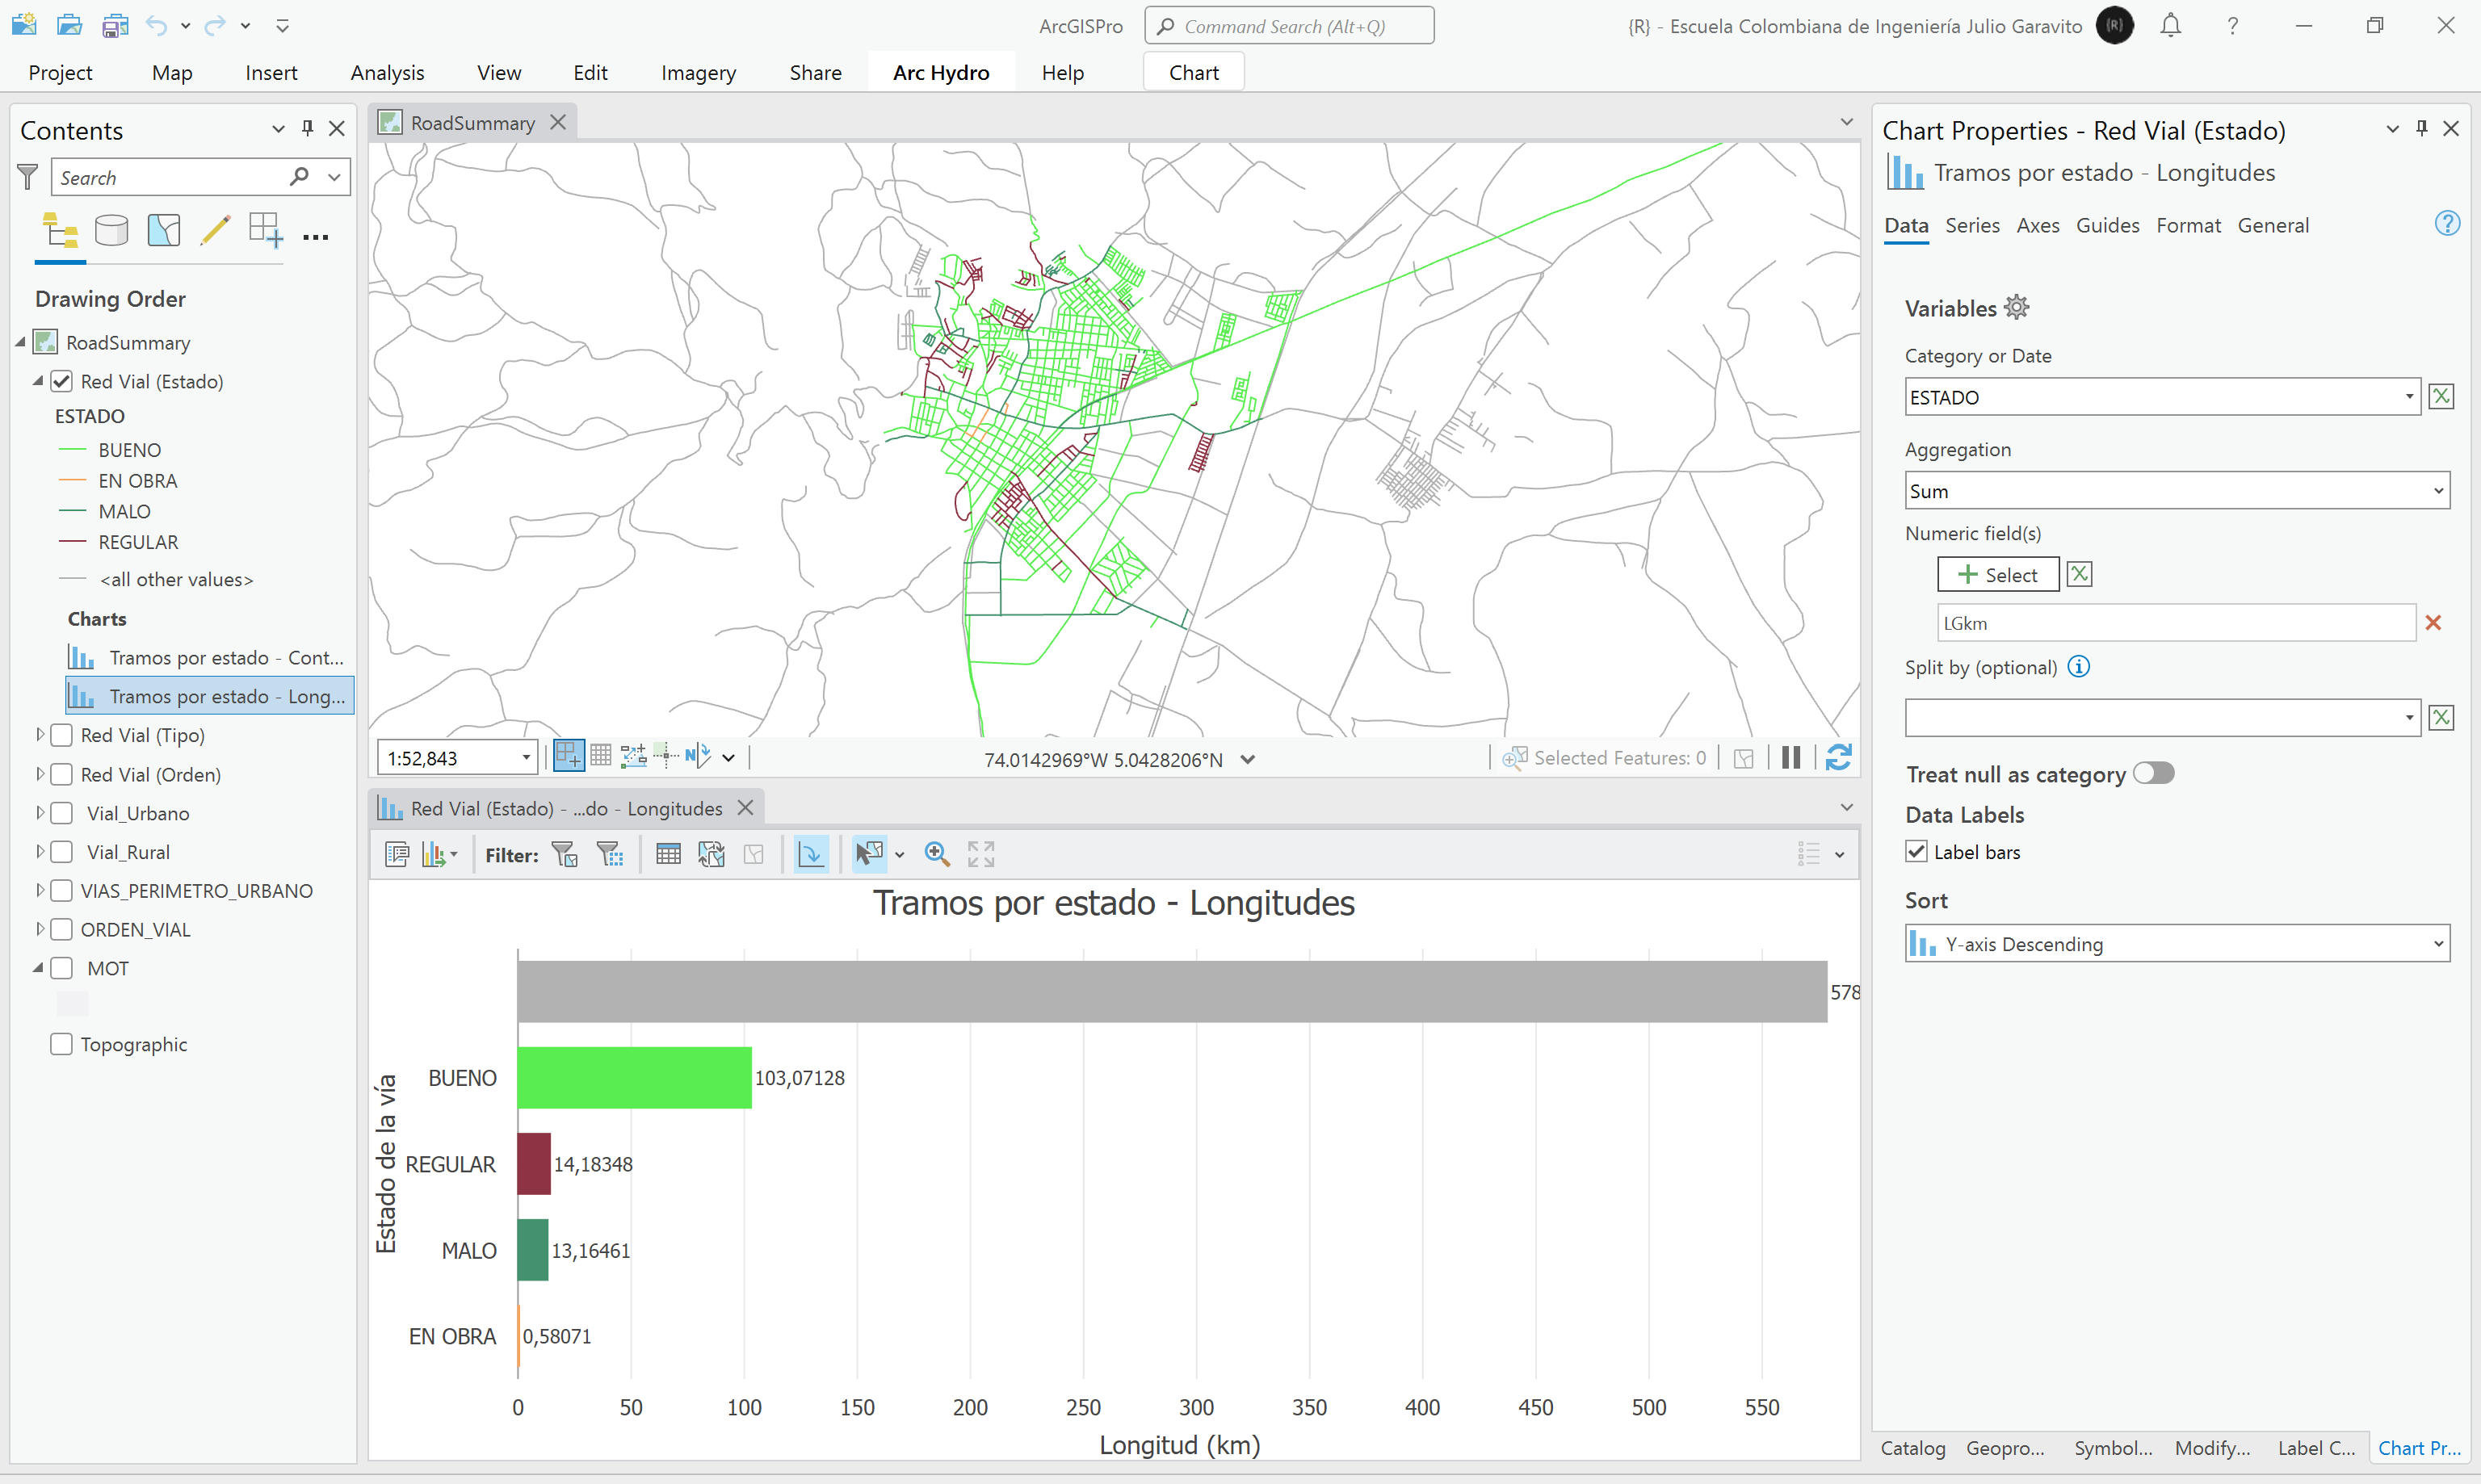 ArcGISPro
Command Search (Alt+Q)
{R} - Escuela Colombiana de Ingeniería Julio Garavito
{R}
?
Project
Map
Insert
Analysis
View
Edit
Imagery
Share
Arc Hydro
Help
Chart
Contents
Search
Drawing Order
RoadSummary
Red Vial (Estado)
ESTADO
BUENO
EN OBRA
MALO
REGULAR
<all other values>
Charts
Tramos por estado - Cont...
Tramos por estado - Long...
Red Vial (Tipo)
Red Vial (Orden)
Vial_Urbano
Vial_Rural
VIAS_PERIMETRO_URBANO
ORDEN_VIAL
MOT
Topographic
RoadSummary
1:52,843
N
74.0142969°W 5.0428206°N
Selected Features: 0
Red Vial (Estado) - ...do - Longitudes
Filter:
Tramos por estado - Longitudes
578
BUENO 103,07128
REGULAR 14,18348
MALO 13,16461
EN OBRA 0,58071
Estado de la vía
0 50 100 150 200 250 300 350 400 450 500 550
Longitud (km)
Chart Properties - Red Vial (Estado)
Tramos por estado - Longitudes
Data Series Axes Guides Format General
?
Variables
Category or Date
ESTADO
Aggregation
Sum
Numeric field(s)
Select
LGkm
Split by (optional)
Treat null as category
Data Labels
Label bars
Sort
Y-axis Descending
Catalog Geopro... Symbol... Modify... Label C... Chart Pr...